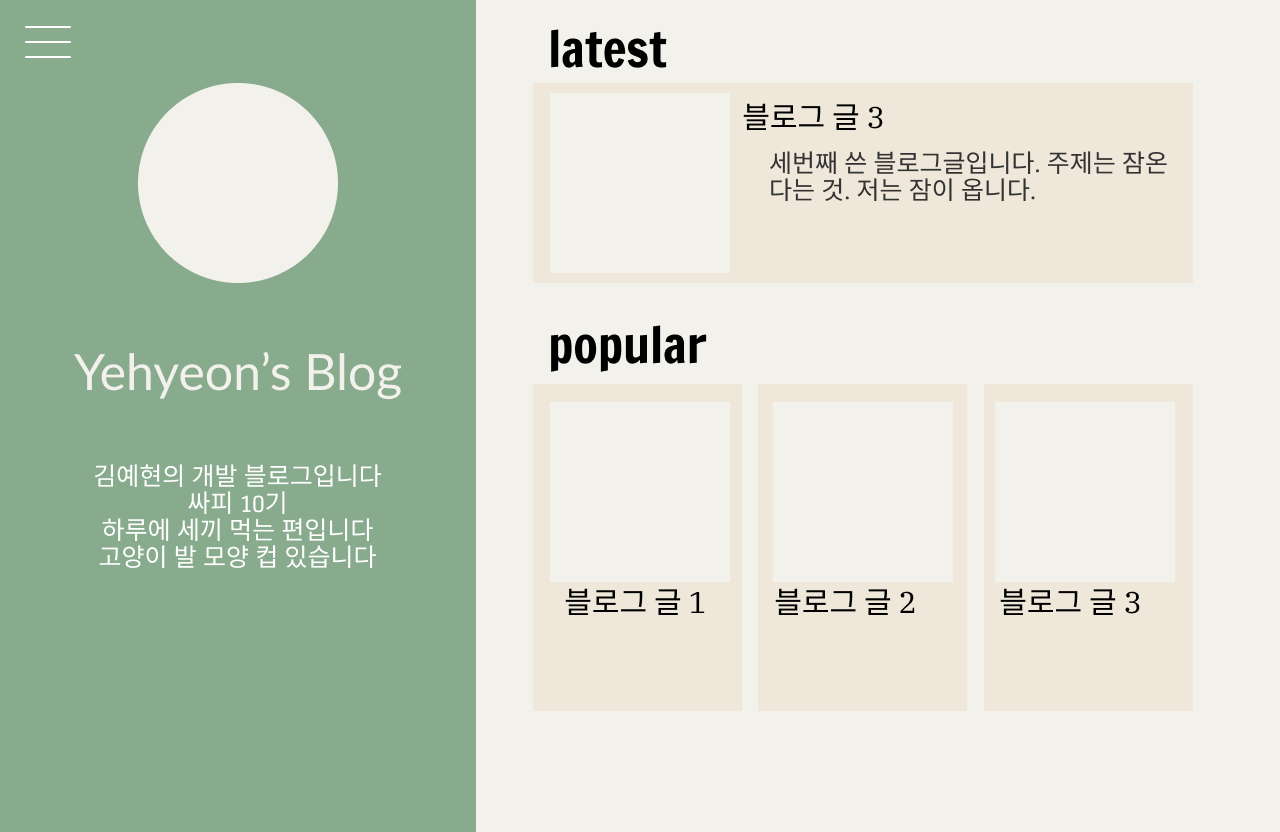 Yehyeon’s Blog
김예현의 개발 블로그입니다
싸피 10기
하루에 세끼 먹는 편입니다
고양이 발 모양 컵 있습니다
latest
블로그 글 3
세번째 쓴 블로그글입니다. 주제는 잠온
다는 것. 저는 잠이 옵니다.
popular
블로그 글 1
블로그 글 2
블로그 글 3